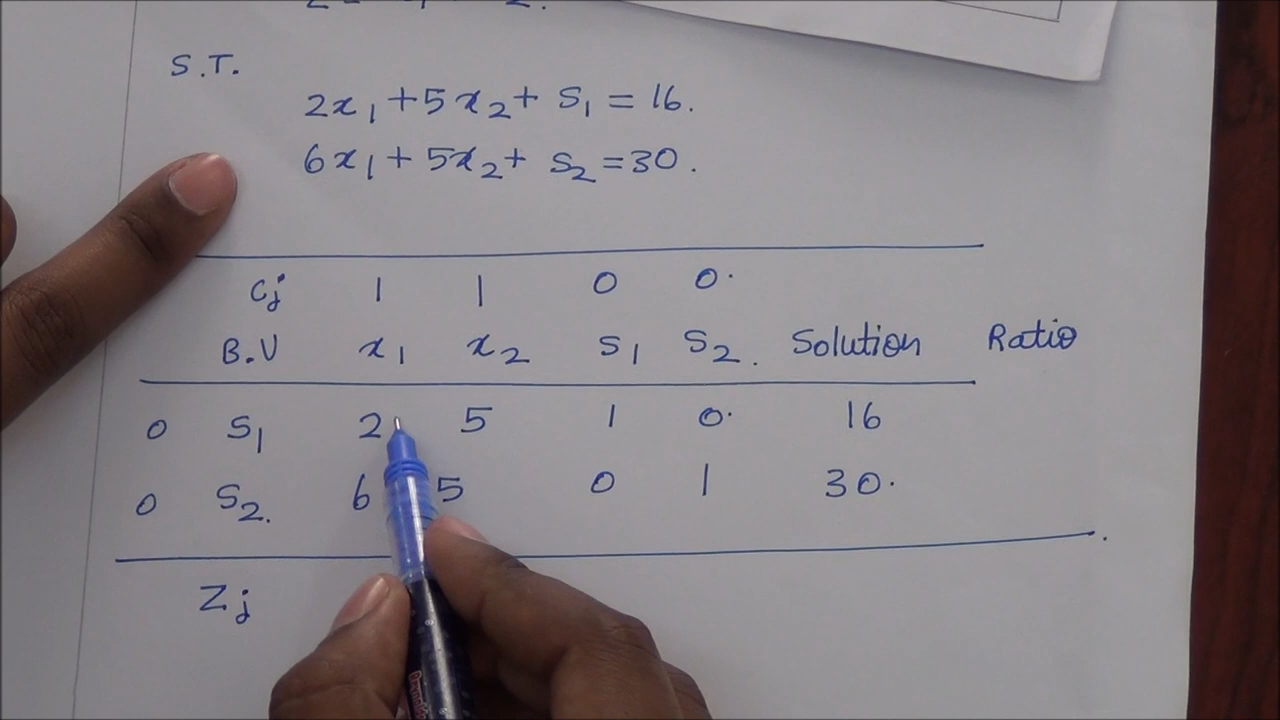 S.T.
2x₁ + 5x₂ + S₁ = 16.
6x₁ + 5x₂ + S₂ = 30.
Cj 1 1 0 0.
B.V x₁ x₂ S₁ S₂. Solution Ratio
0 S₁ 2 5 1 0. 16
0 S₂. 6 5 0 1 30.
Zj